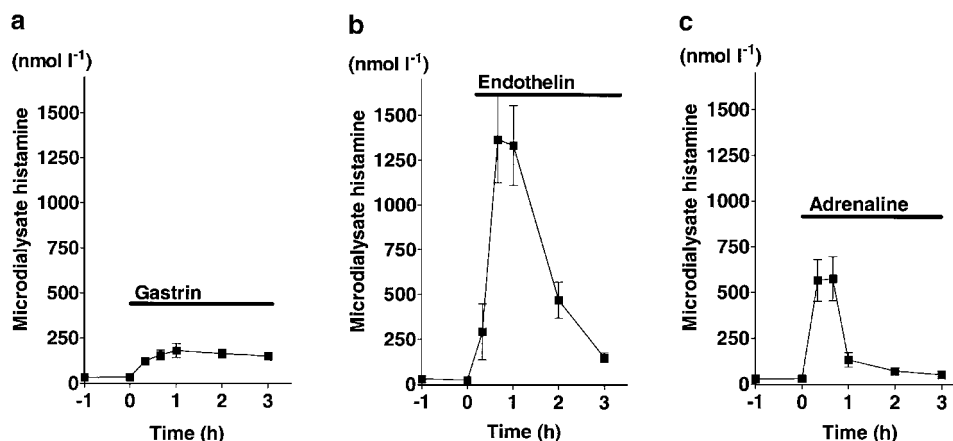 a
(nmol l⁻¹)
Microdialysate histamine
1500
1250
1000
750
500
250
0
Gastrin
-1 0 1 2 3
Time (h)
b
(nmol l⁻¹)
Microdialysate histamine
1500
1250
1000
750
500
250
0
Endothelin
-1 0 1 2 3
Time (h)
c
(nmol l⁻¹)
Microdialysate histamine
1500
1250
1000
750
500
250
0
Adrenaline
-1 0 1 2 3
Time (h)